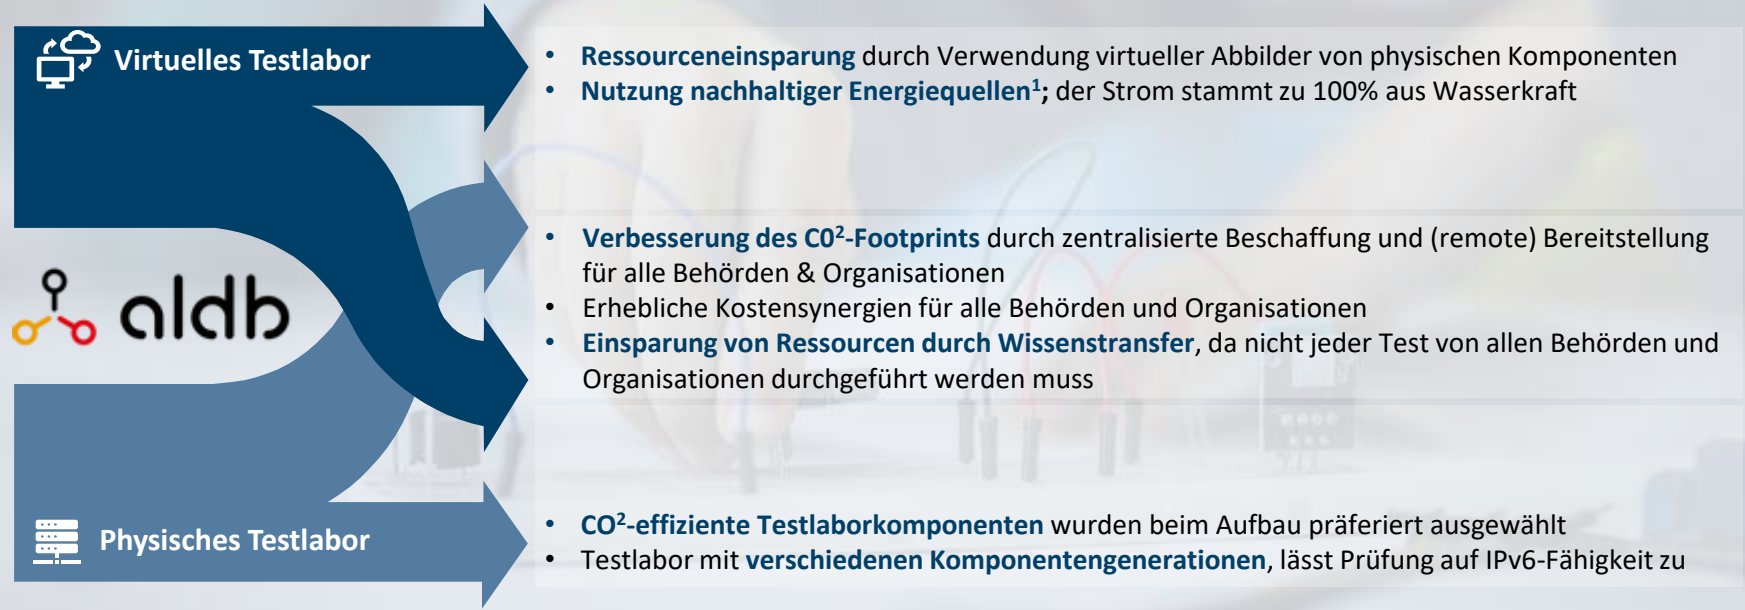 Virtuelles Testlabor
• Ressourceneinsparung durch Verwendung virtueller Abbilder von physischen Komponenten
• Nutzung nachhaltiger Energiequellen¹; der Strom stammt zu 100% aus Wasserkraft
aldb
• Verbesserung des C0²-Footprints durch zentralisierte Beschaffung und (remote) Bereitstellung
für alle Behörden & Organisationen
• Erhebliche Kostensynergien für alle Behörden und Organisationen
• Einsparung von Ressourcen durch Wissenstransfer, da nicht jeder Test von allen Behörden und
Organisationen durchgeführt werden muss
Physisches Testlabor
• CO²-effiziente Testlaborkomponenten wurden beim Aufbau präferiert ausgewählt
• Testlabor mit verschiedenen Komponentengenerationen, lässt Prüfung auf IPv6-Fähigkeit zu